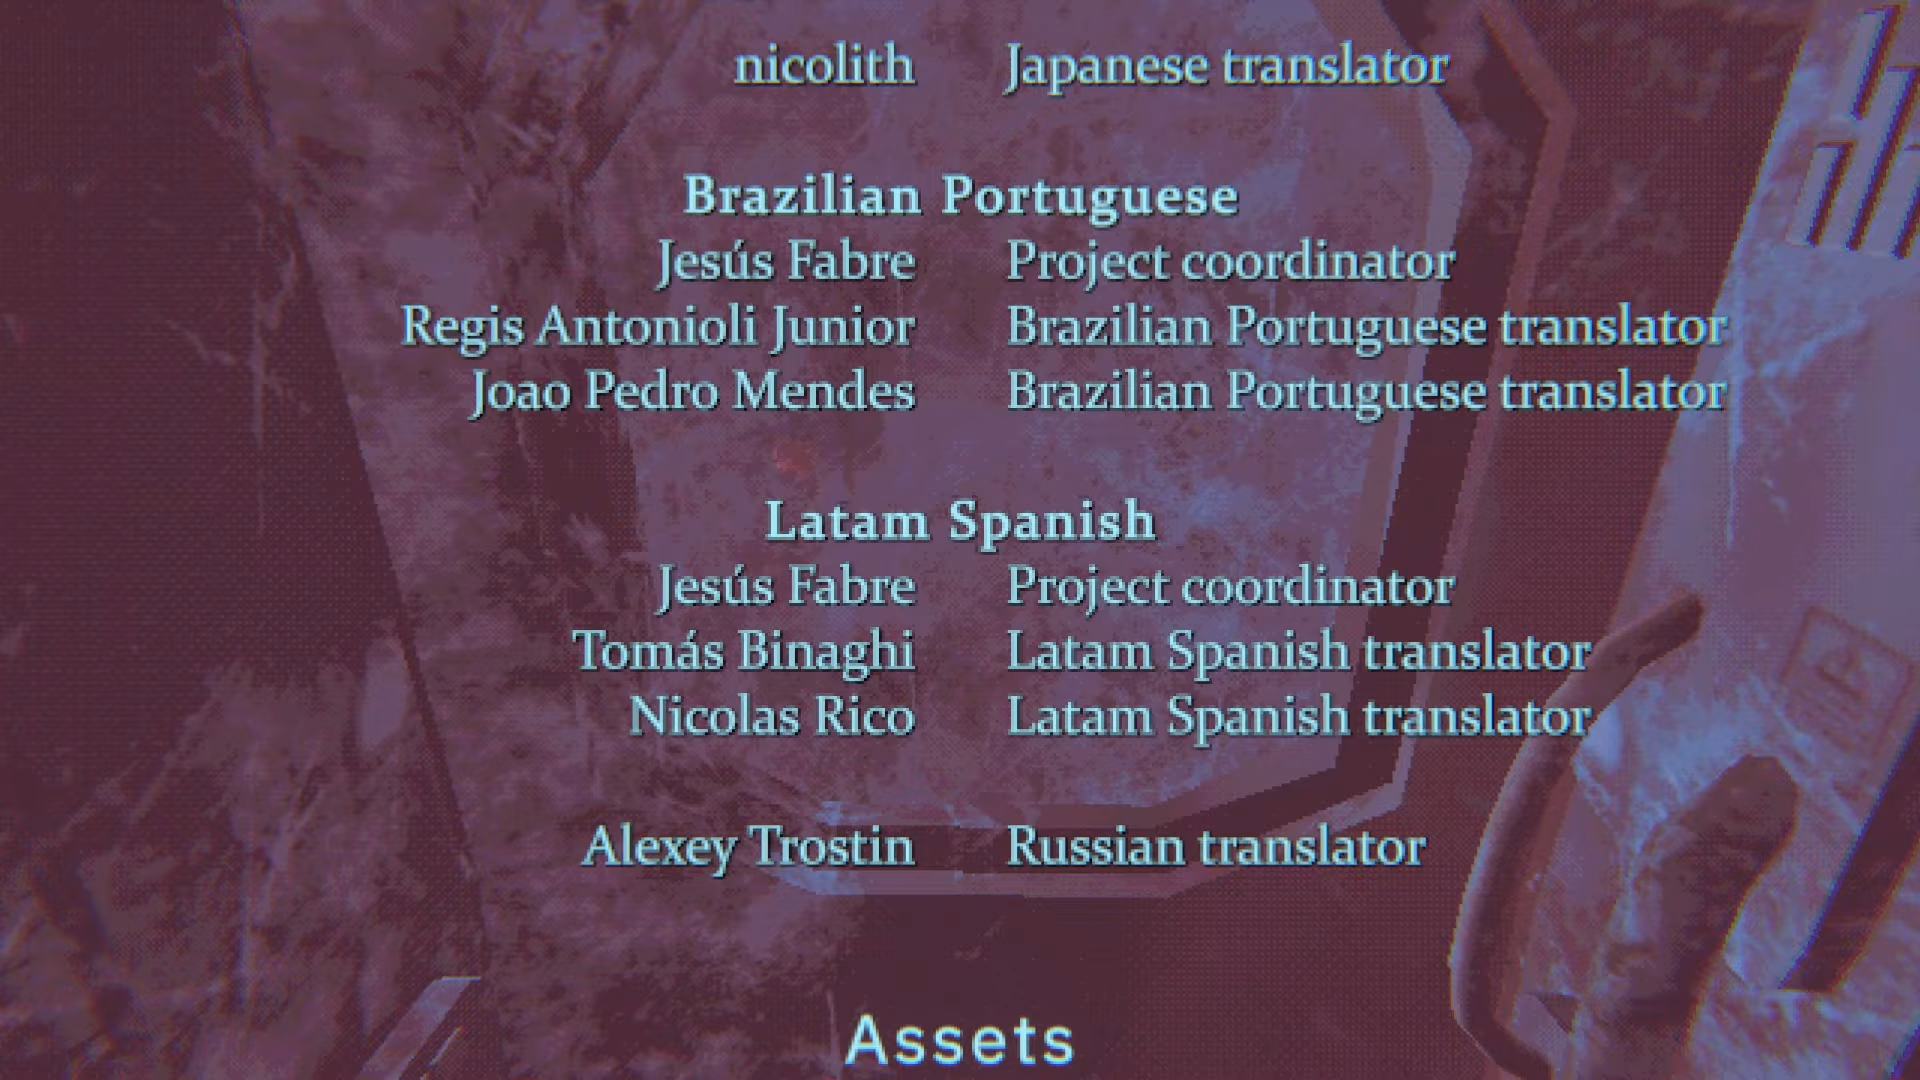 nicolith Japanese translator
Brazilian Portuguese
Jesús Fabre Project coordinator
Regis Antonioli Junior Brazilian Portuguese translator
Joao Pedro Mendes Brazilian Portuguese translator
Latam Spanish
Jesús Fabre Project coordinator
Tomás Binaghi Latam Spanish translator
Nicolas Rico Latam Spanish translator
Alexey Trostin Russian translator
Assets